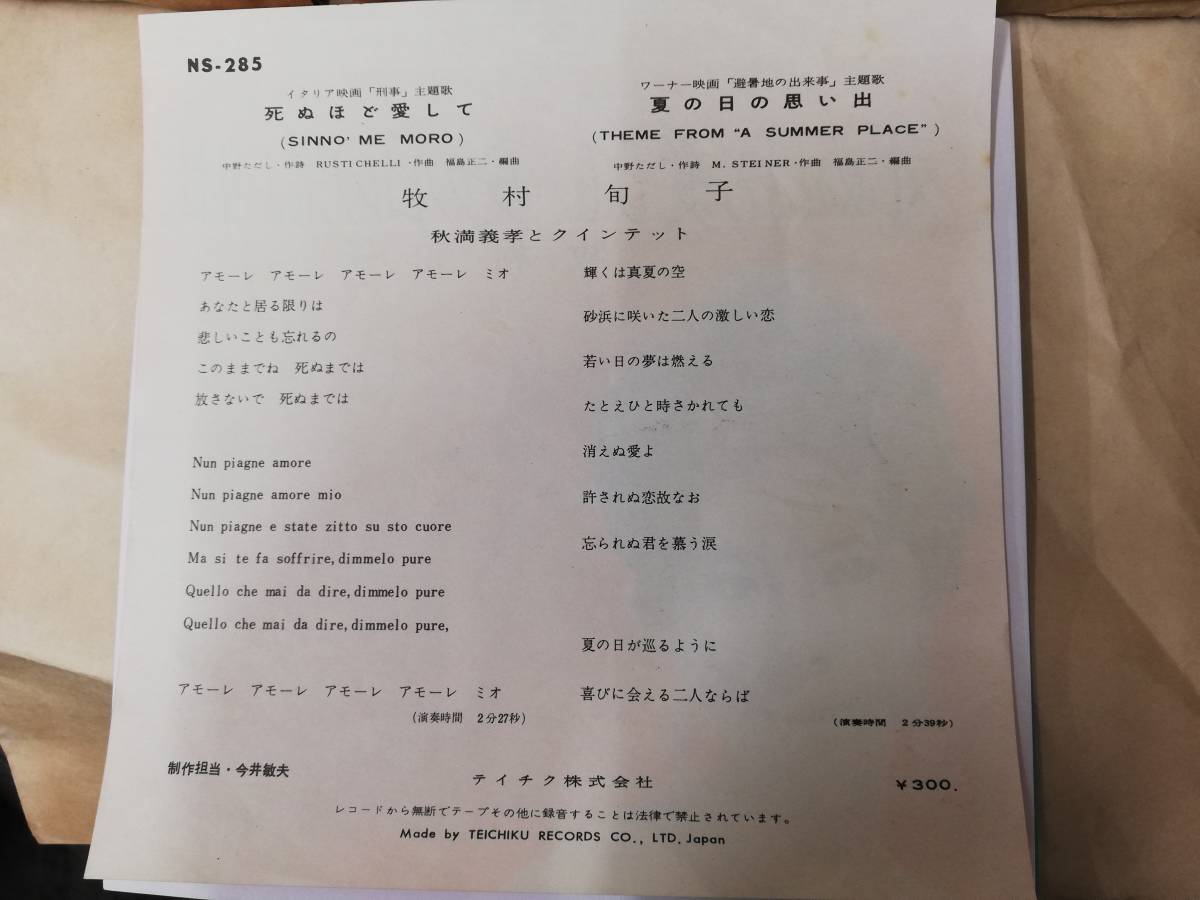 NS-285
イタリア映画「刑事」主題歌
死ぬほど愛して
(SINNO' ME MORO)
中野ただし・作詩 RUSTICHELLI・作曲 福島正二・編曲
ワーナー映画「避暑地の出来事」主題歌
夏の日の思い出
(THEME FROM "A SUMMER PLACE")
中野ただし・作詩 M. STEINER・作曲 福島正二・編曲
牧村旬子
秋満義孝とクインテット
アモーレ アモーレ アモーレ アモーレ ミオ
あなたと居る限りは
悲しいことも忘れるの
このままでね 死ぬまでは
放さないで 死ぬまでは
Nun piagne amore
Nun piagne amore mio
Nun piagne e state zitto su sto cuore
Ma si te fa soffrire, dimmelo pure
Quello che mai da dire, dimmelo pure
Quello che mai da dire, dimmelo pure,
アモーレ アモーレ アモーレ アモーレ ミオ
(演奏時間 2分27秒)
輝くは真夏の空
砂浜に咲いた二人の激しい恋
若い日の夢は燃える
たとえひと時さかれても
消えぬ愛よ
許されぬ恋故なお
忘られぬ君を慕う涙
夏の日が巡るように
喜びに会える二人ならば
(演奏時間 2分39秒)
制作担当・今井敏夫
テイチク株式会社
¥300.
レコードから無断でテープその他に録音することは法律で禁止されています。
Made by TEICHIKU RECORDS CO., LTD. Japan